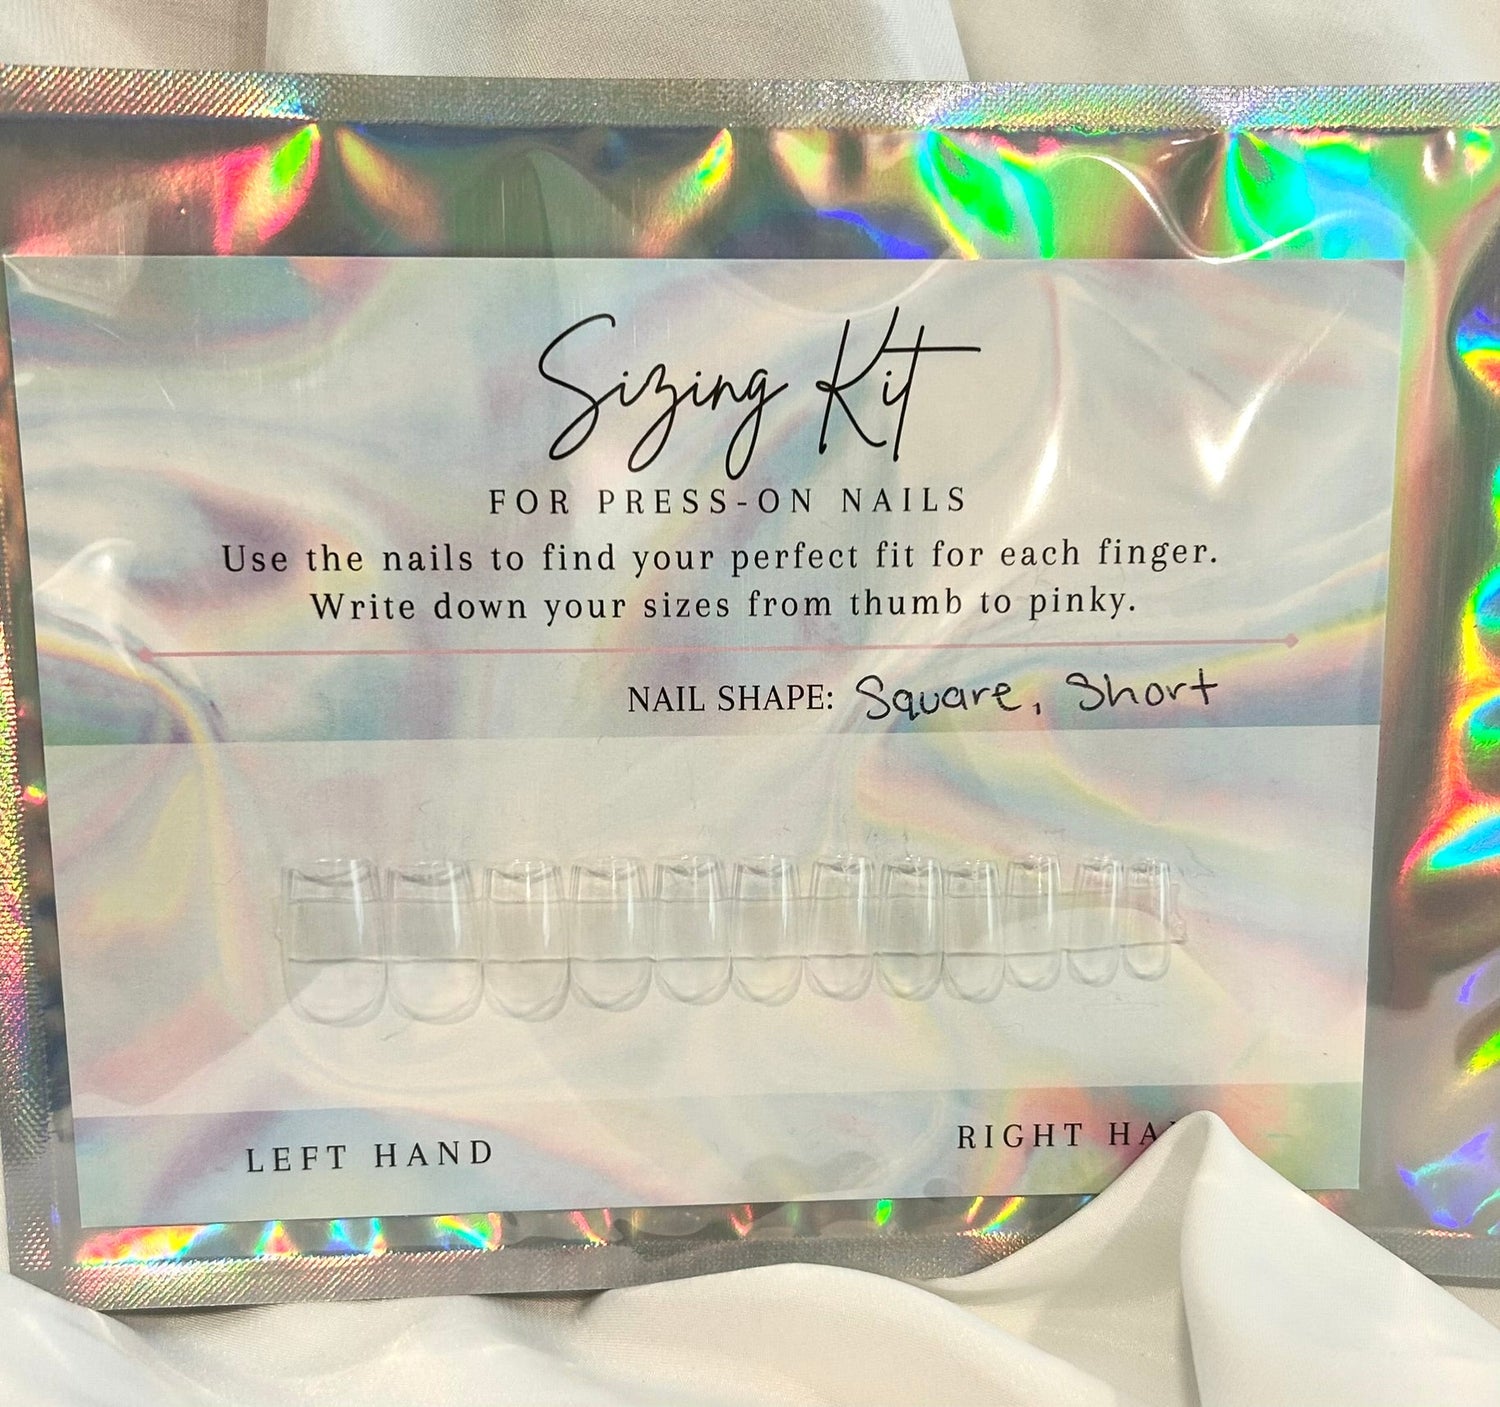 Sizing Kit
FOR PRESS-ON NAILS
Use the nails to find your perfect fit for each finger.
Write down your sizes from thumb to pinky.
NAIL SHAPE: Square, Short
LEFT HAND
RIGHT